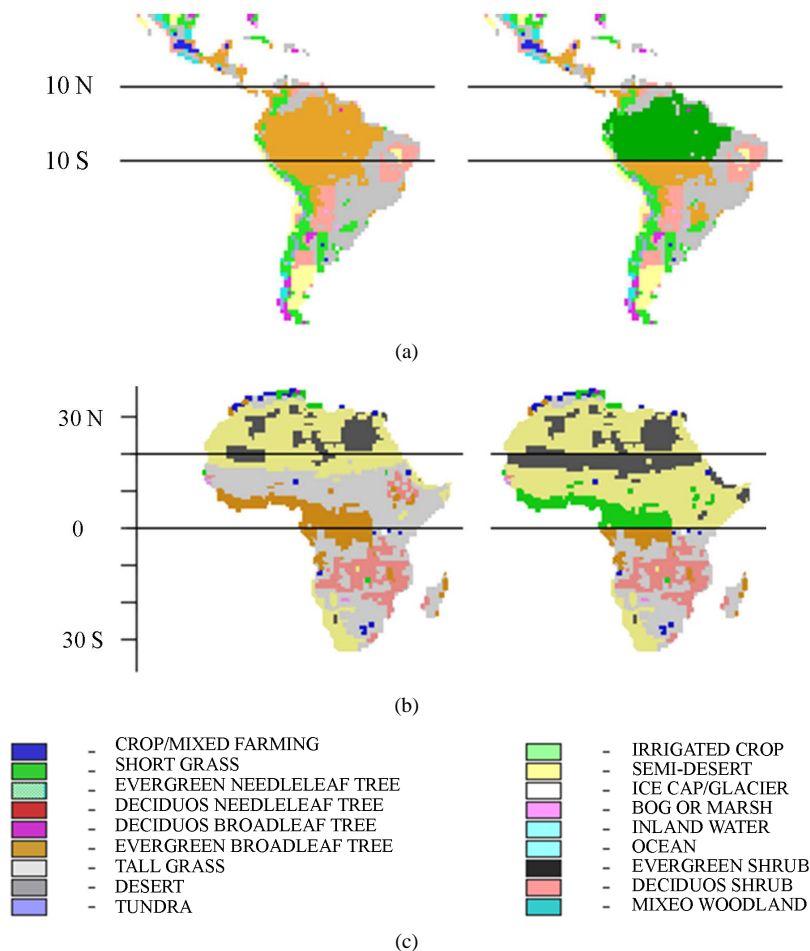 10 N
10 S
(a)
30 N
0
30 S
(b)
- CROP/MIXED FARMING
- SHORT GRASS
- EVERGREEN NEEDLELEAF TREE
- DECIDUOS NEEDLELEAF TREE
- DECIDUOS BROADLEAF TREE
- EVERGREEN BROADLEAF TREE
- TALL GRASS
- DESERT
- TUNDRA
- IRRIGATED CROP
- SEMI-DESERT
- ICE CAP/GLACIER
- BOG OR MARSH
- INLAND WATER
- OCEAN
- EVERGREEN SHRUB
- DECIDUOS SHRUB
- MIXEO WOODLAND
(c)